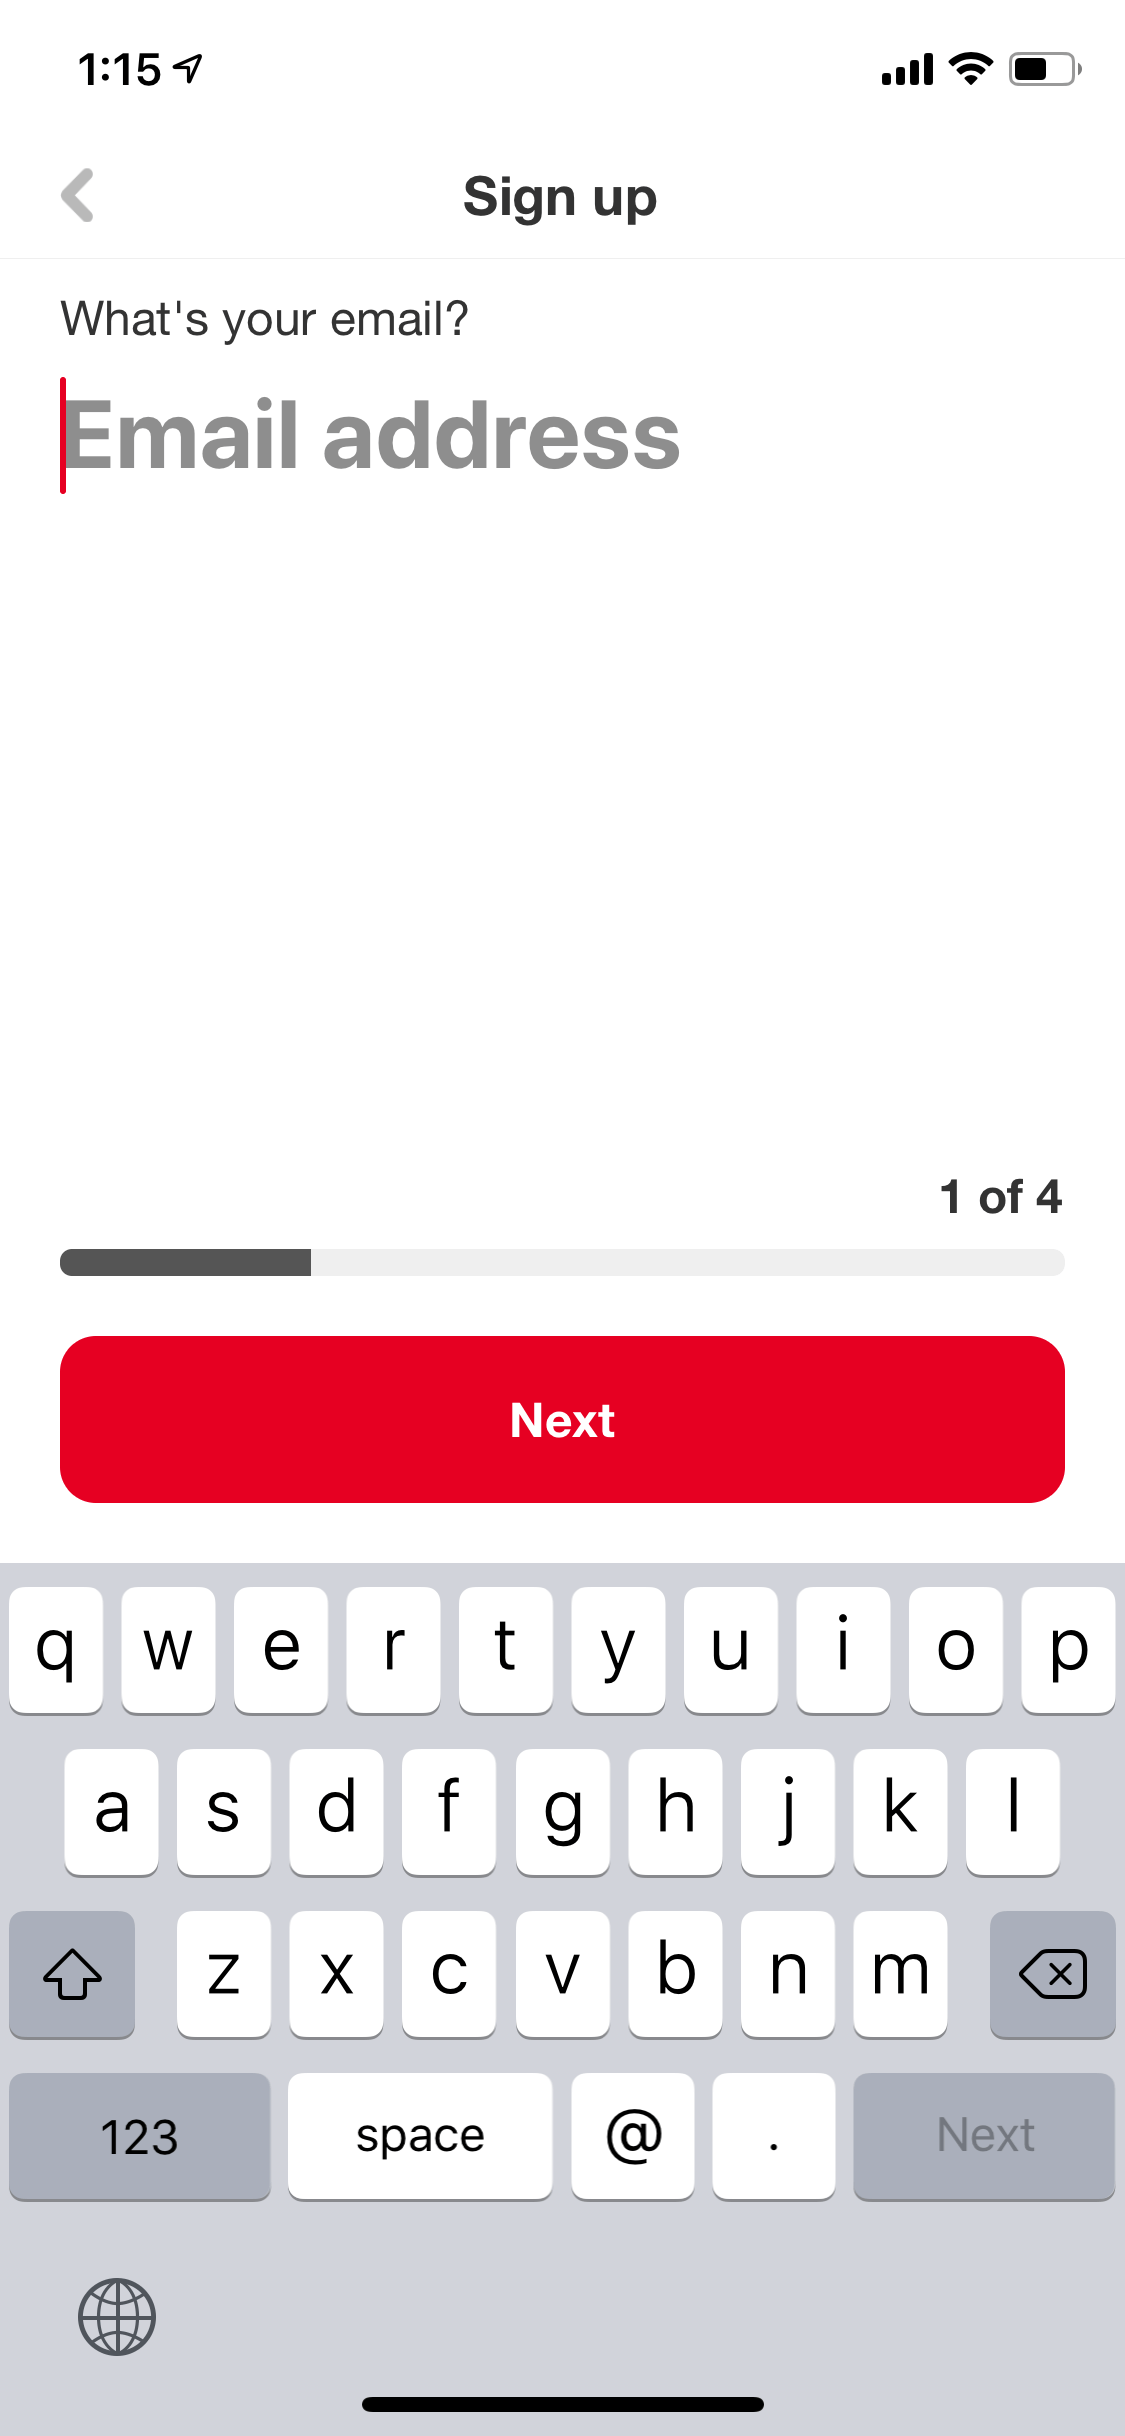 1:15
Sign up
What's your email?
Email address
1 of 4
Next
q w e r t y u i o p
a s d f g h j k l
z x c v b n m
123 space @ . Next